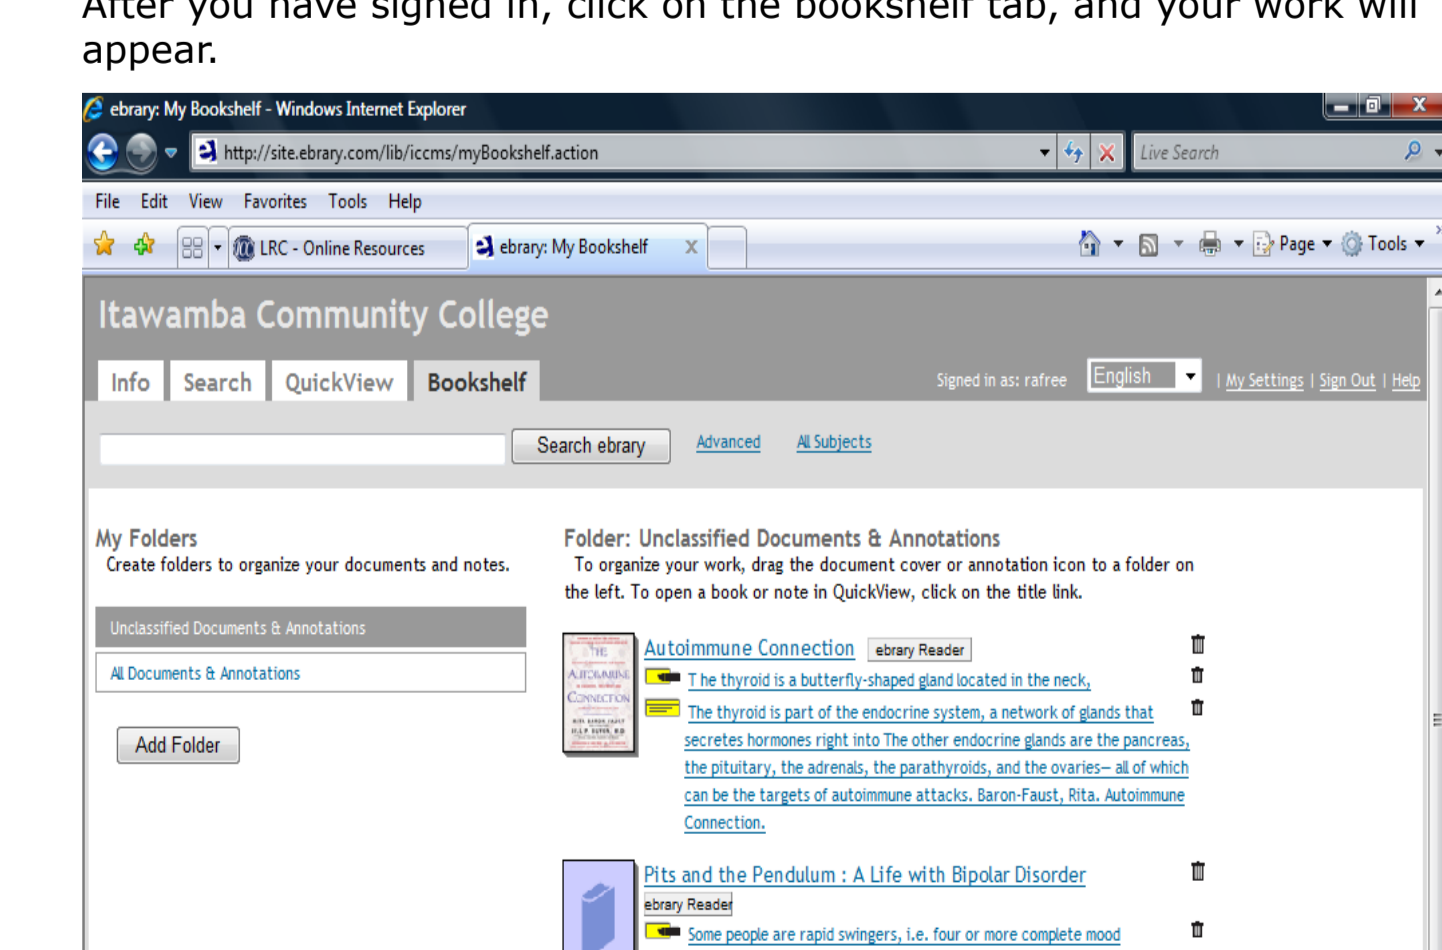 After you have signed in, click on the bookshelf tab, and your work will
appear.
ebrary: My Bookshelf - Windows Internet Explorer
http://site.ebrary.com/lib/iccms/myBookshelf.action
Live Search
File Edit View Favorites Tools Help
LRC - Online Resources
ebrary: My Bookshelf X
Page Tools
Itawamba Community College
Info Search QuickView Bookshelf
Signed in as: rafree English | My Settings | Sign Out | Help
Search ebrary Advanced All Subjects
My Folders
Create folders to organize your documents and notes.
Unclassified Documents & Annotations
All Documents & Annotations
Add Folder
Folder: Unclassified Documents & Annotations
To organize your work, drag the document cover or annotation icon to a folder on
the left. To open a book or note in QuickView, click on the title link.
THE
AUTOIMMUNE
CONNECTION
Autoimmune Connection ebrary Reader
T he thyroid is a butterfly-shaped gland located in the neck,
The thyroid is part of the endocrine system, a network of glands that
secretes hormones right into The other endocrine glands are the pancreas,
the pituitary, the adrenals, the parathyroids, and the ovaries— all of which
can be the targets of autoimmune attacks. Baron-Faust, Rita. Autoimmune
Connection.
Pits and the Pendulum : A Life with Bipolar Disorder
ebrary Reader
Some people are rapid swingers, i.e. four or more complete mood